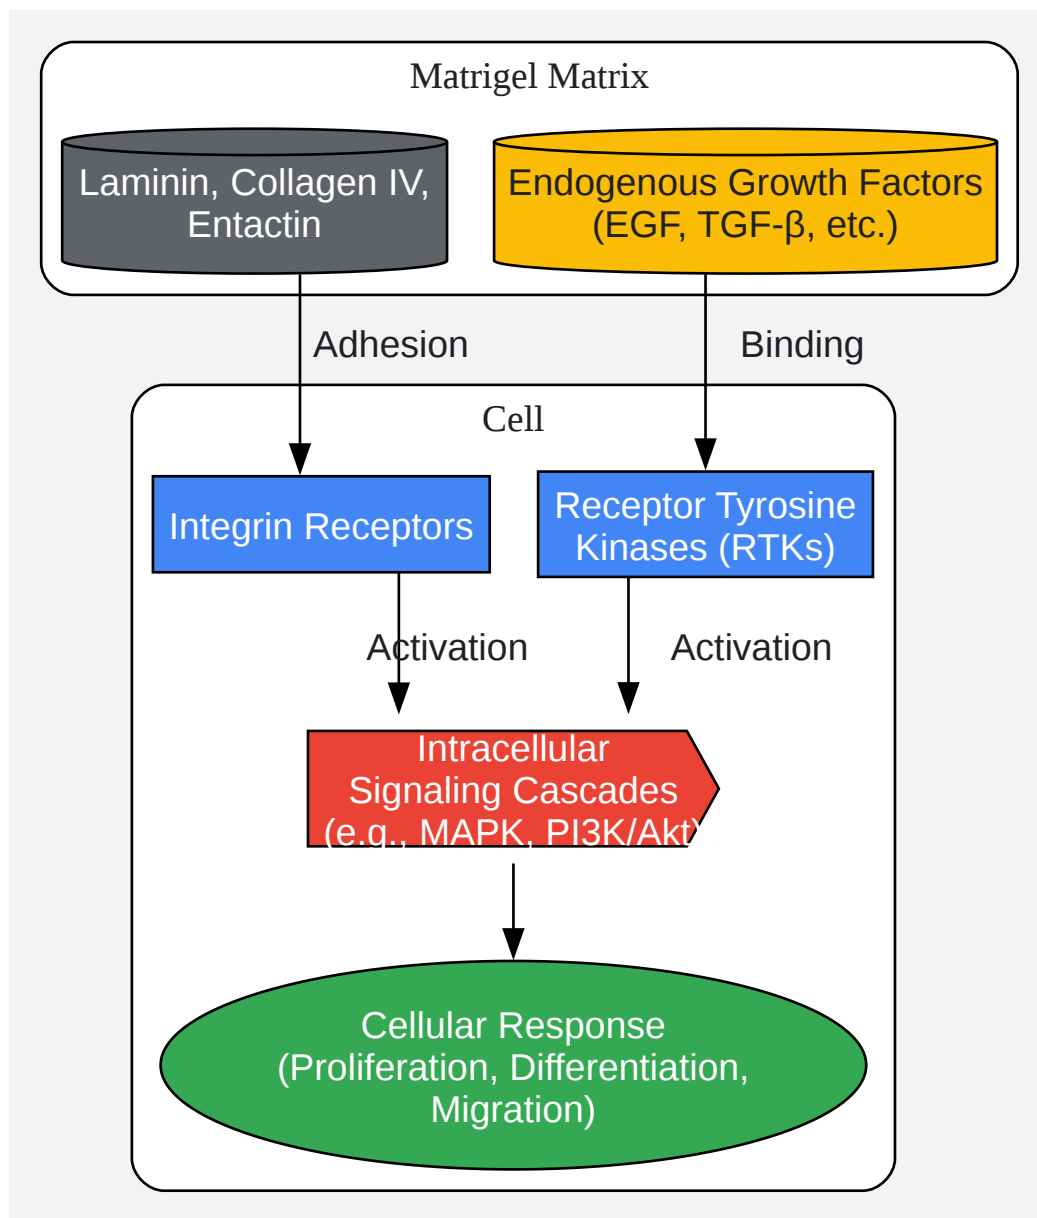 Matrigel Matrix
Laminin, Collagen IV,
Entactin
Endogenous Growth Factors
(EGF, TGF-β, etc.)
Adhesion
Binding
Cell
Integrin Receptors
Receptor Tyrosine
Kinases (RTKs)
Activation
Activation
Intracellular
Signaling Cascades
(e.g., MAPK, PI3K/Akt)
Cellular Response
(Proliferation, Differentiation,
Migration)